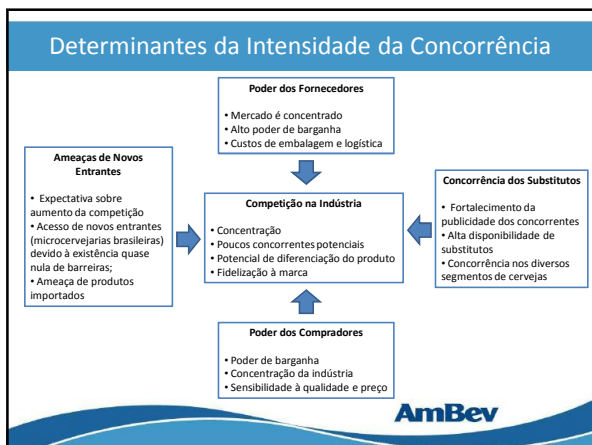 Determinantes da Intensidade da Concorrência
Poder dos Fornecedores
• Mercado é concentrado
• Alto poder de barganha
• Custos de embalagem e logística
Ameaças de Novos
Entrantes
• Expectativa sobre
aumento da competição
• Acesso de novos entrantes
(microcervejarias brasileiras)
devido à existência quase
nula de barreiras;
• Ameaça de produtos
importados
Competição na Indústria
• Concentração
• Poucos concorrentes potenciais
• Potencial de diferenciação do produto
• Fidelização à marca
Concorrência dos Substitutos
• Fortalecimento da
publicidade dos concorrentes
• Alta disponibilidade de
substitutos
• Concorrência nos diversos
segmentos de cervejas
Poder dos Compradores
• Poder de barganha
• Concentração da indústria
• Sensibilidade à qualidade e preço
AmBev